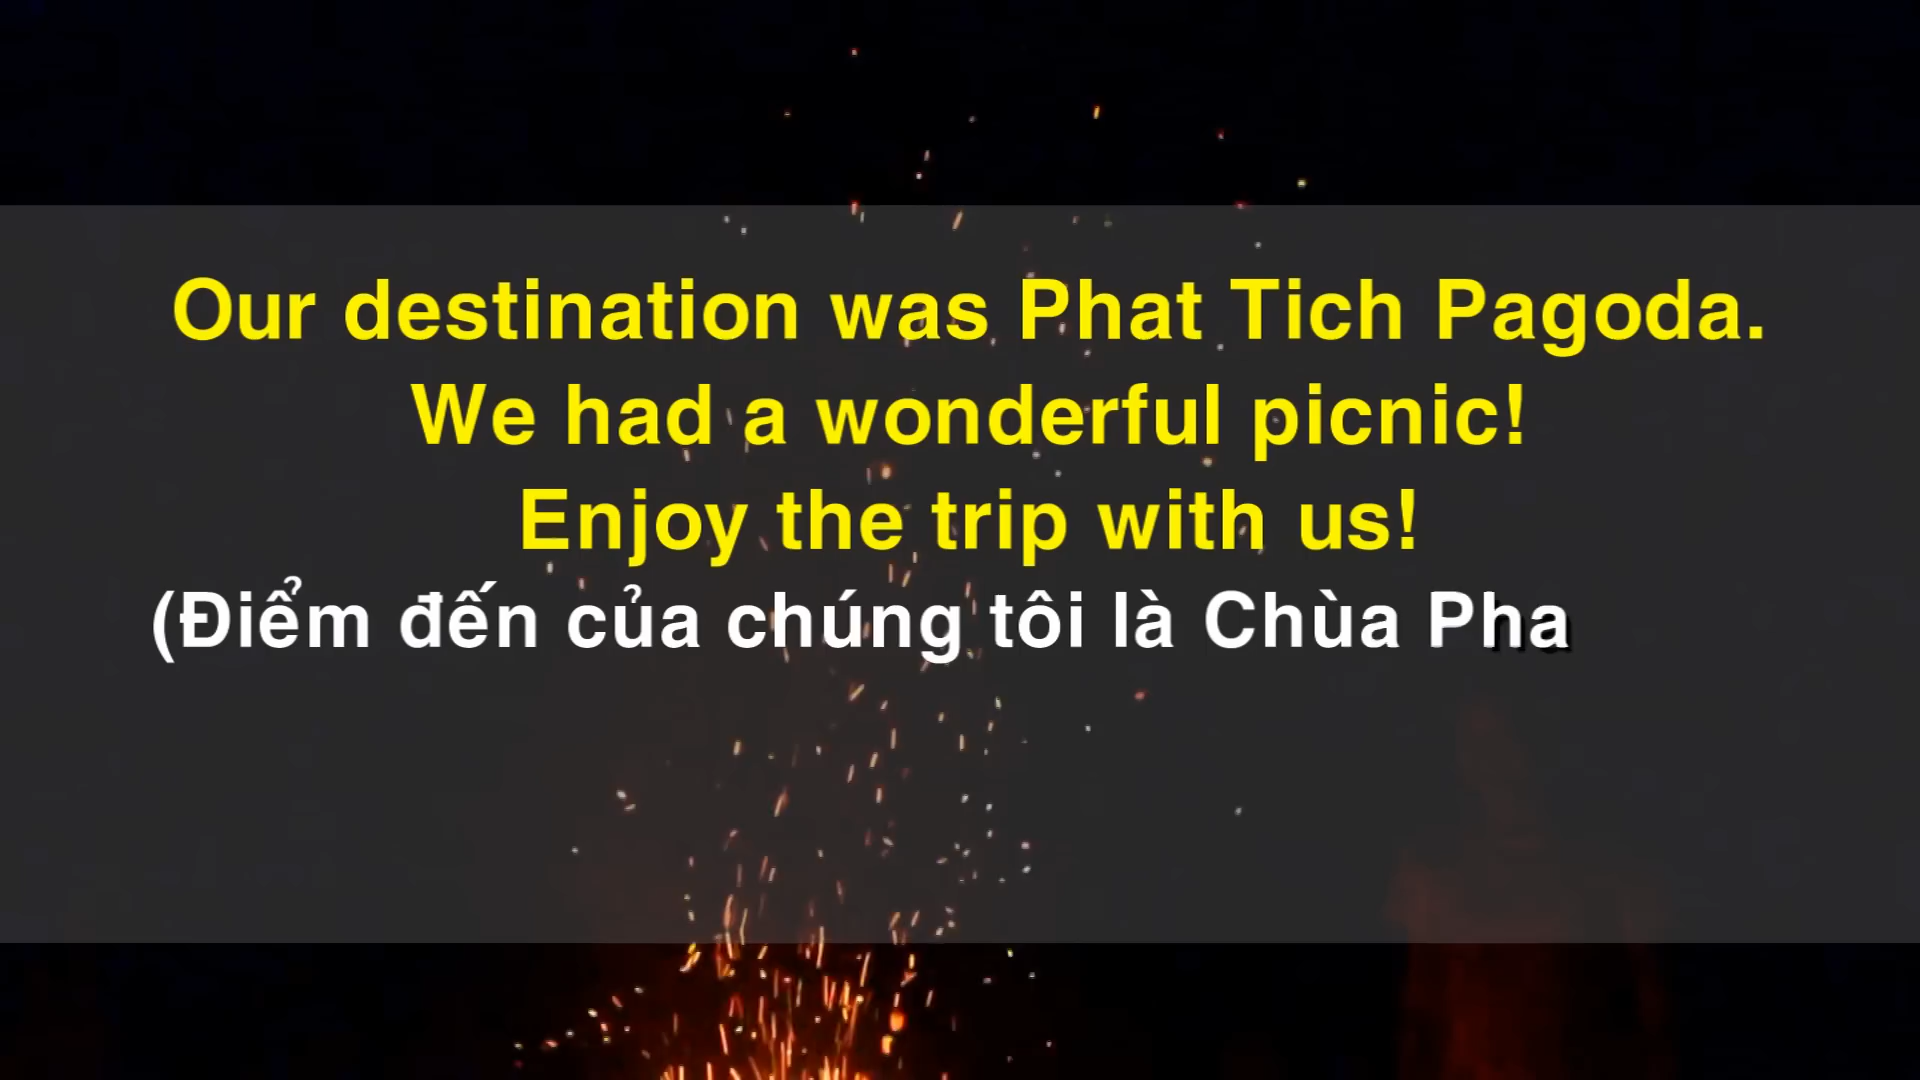 Our destination was Phat Tich Pagoda.
We had a wonderful picnic!
Enjoy the trip with us!
(Điểm đến của chúng tôi là Chùa Pha